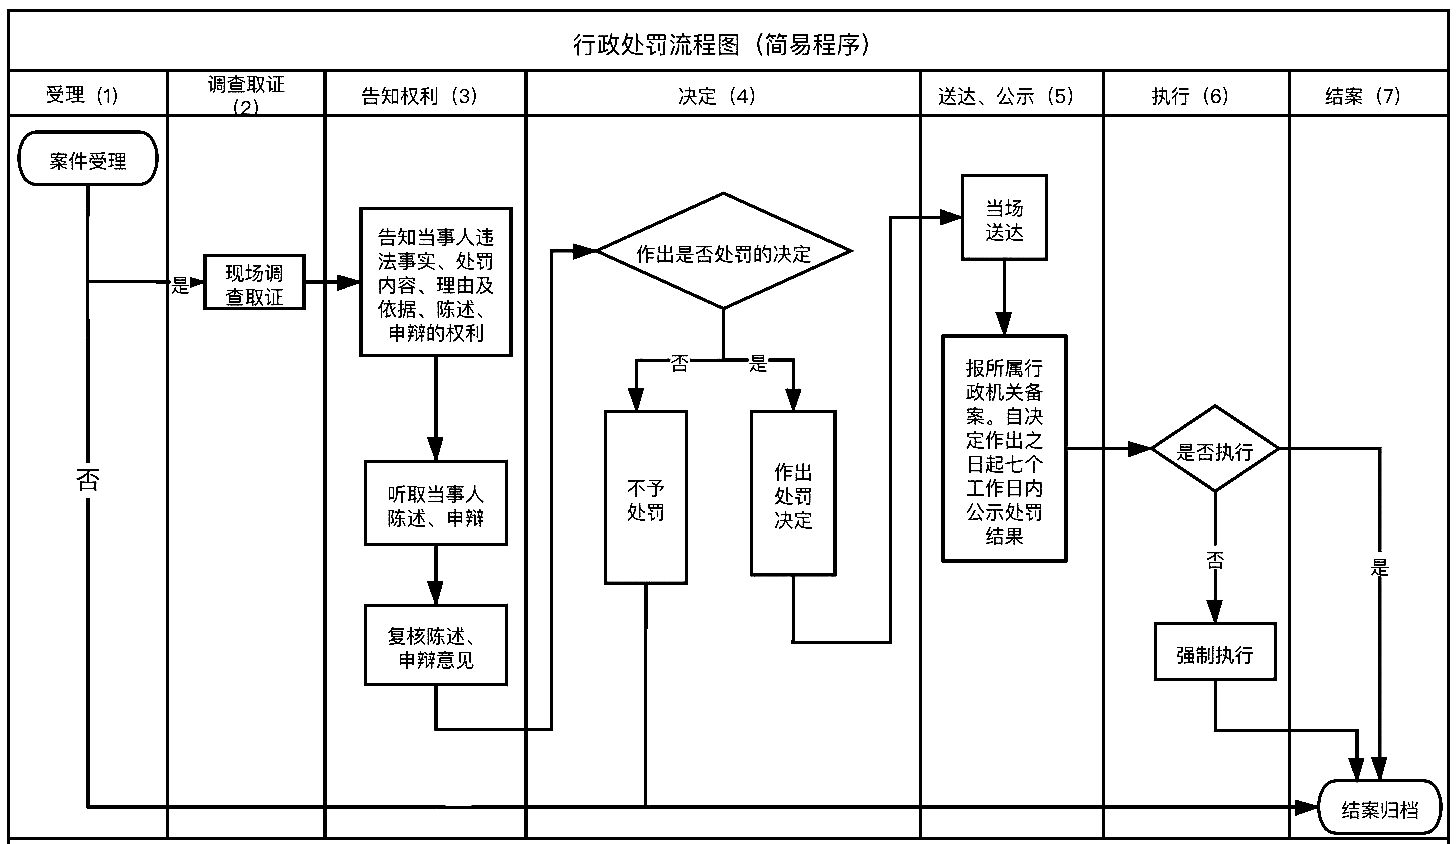 行政处罚流程图（简易程序）
受理（1）
调查取证
（2）
告知权利（3）
决定（4）
送达、公示（5）
执行（6）
结案（7）
案件受理
是
否
现场调
查取证
告知当事人违
法事实、处罚
内容、理由及
依据、陈述、
申辩的权利
听取当事人
陈述、申辩
复核陈述、
申辩意见
作出是否处罚的决定
否
是
不予
处罚
作出
处罚
决定
当场
送达
报所属行
政机关备
案。自决
定作出之
日起七个
工作日内
公示处罚
结果
是否执行
否
是
强制执行
结案归档